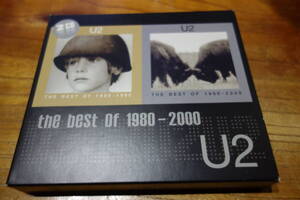 U2
THE BEST OF 1980-1990
U2
THE BEST OF 1990-2000
the best of 1980-2000
U2